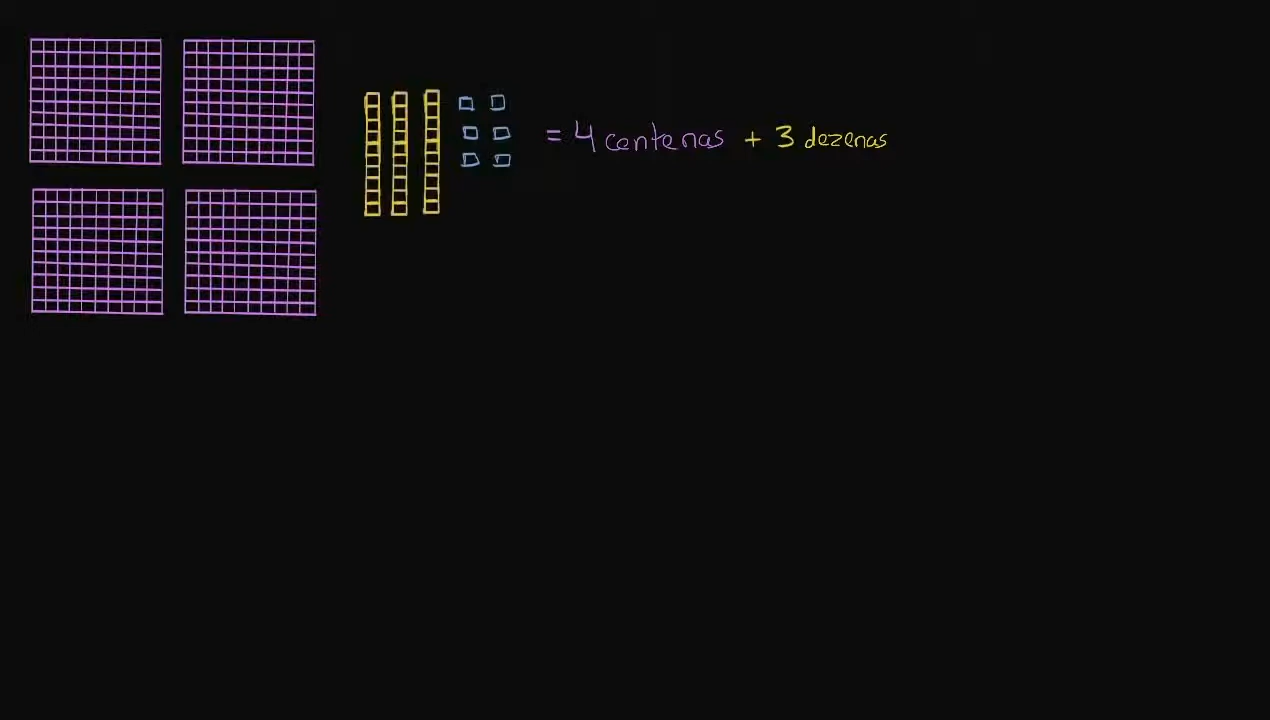 = 4 centenas + 3 dezenas